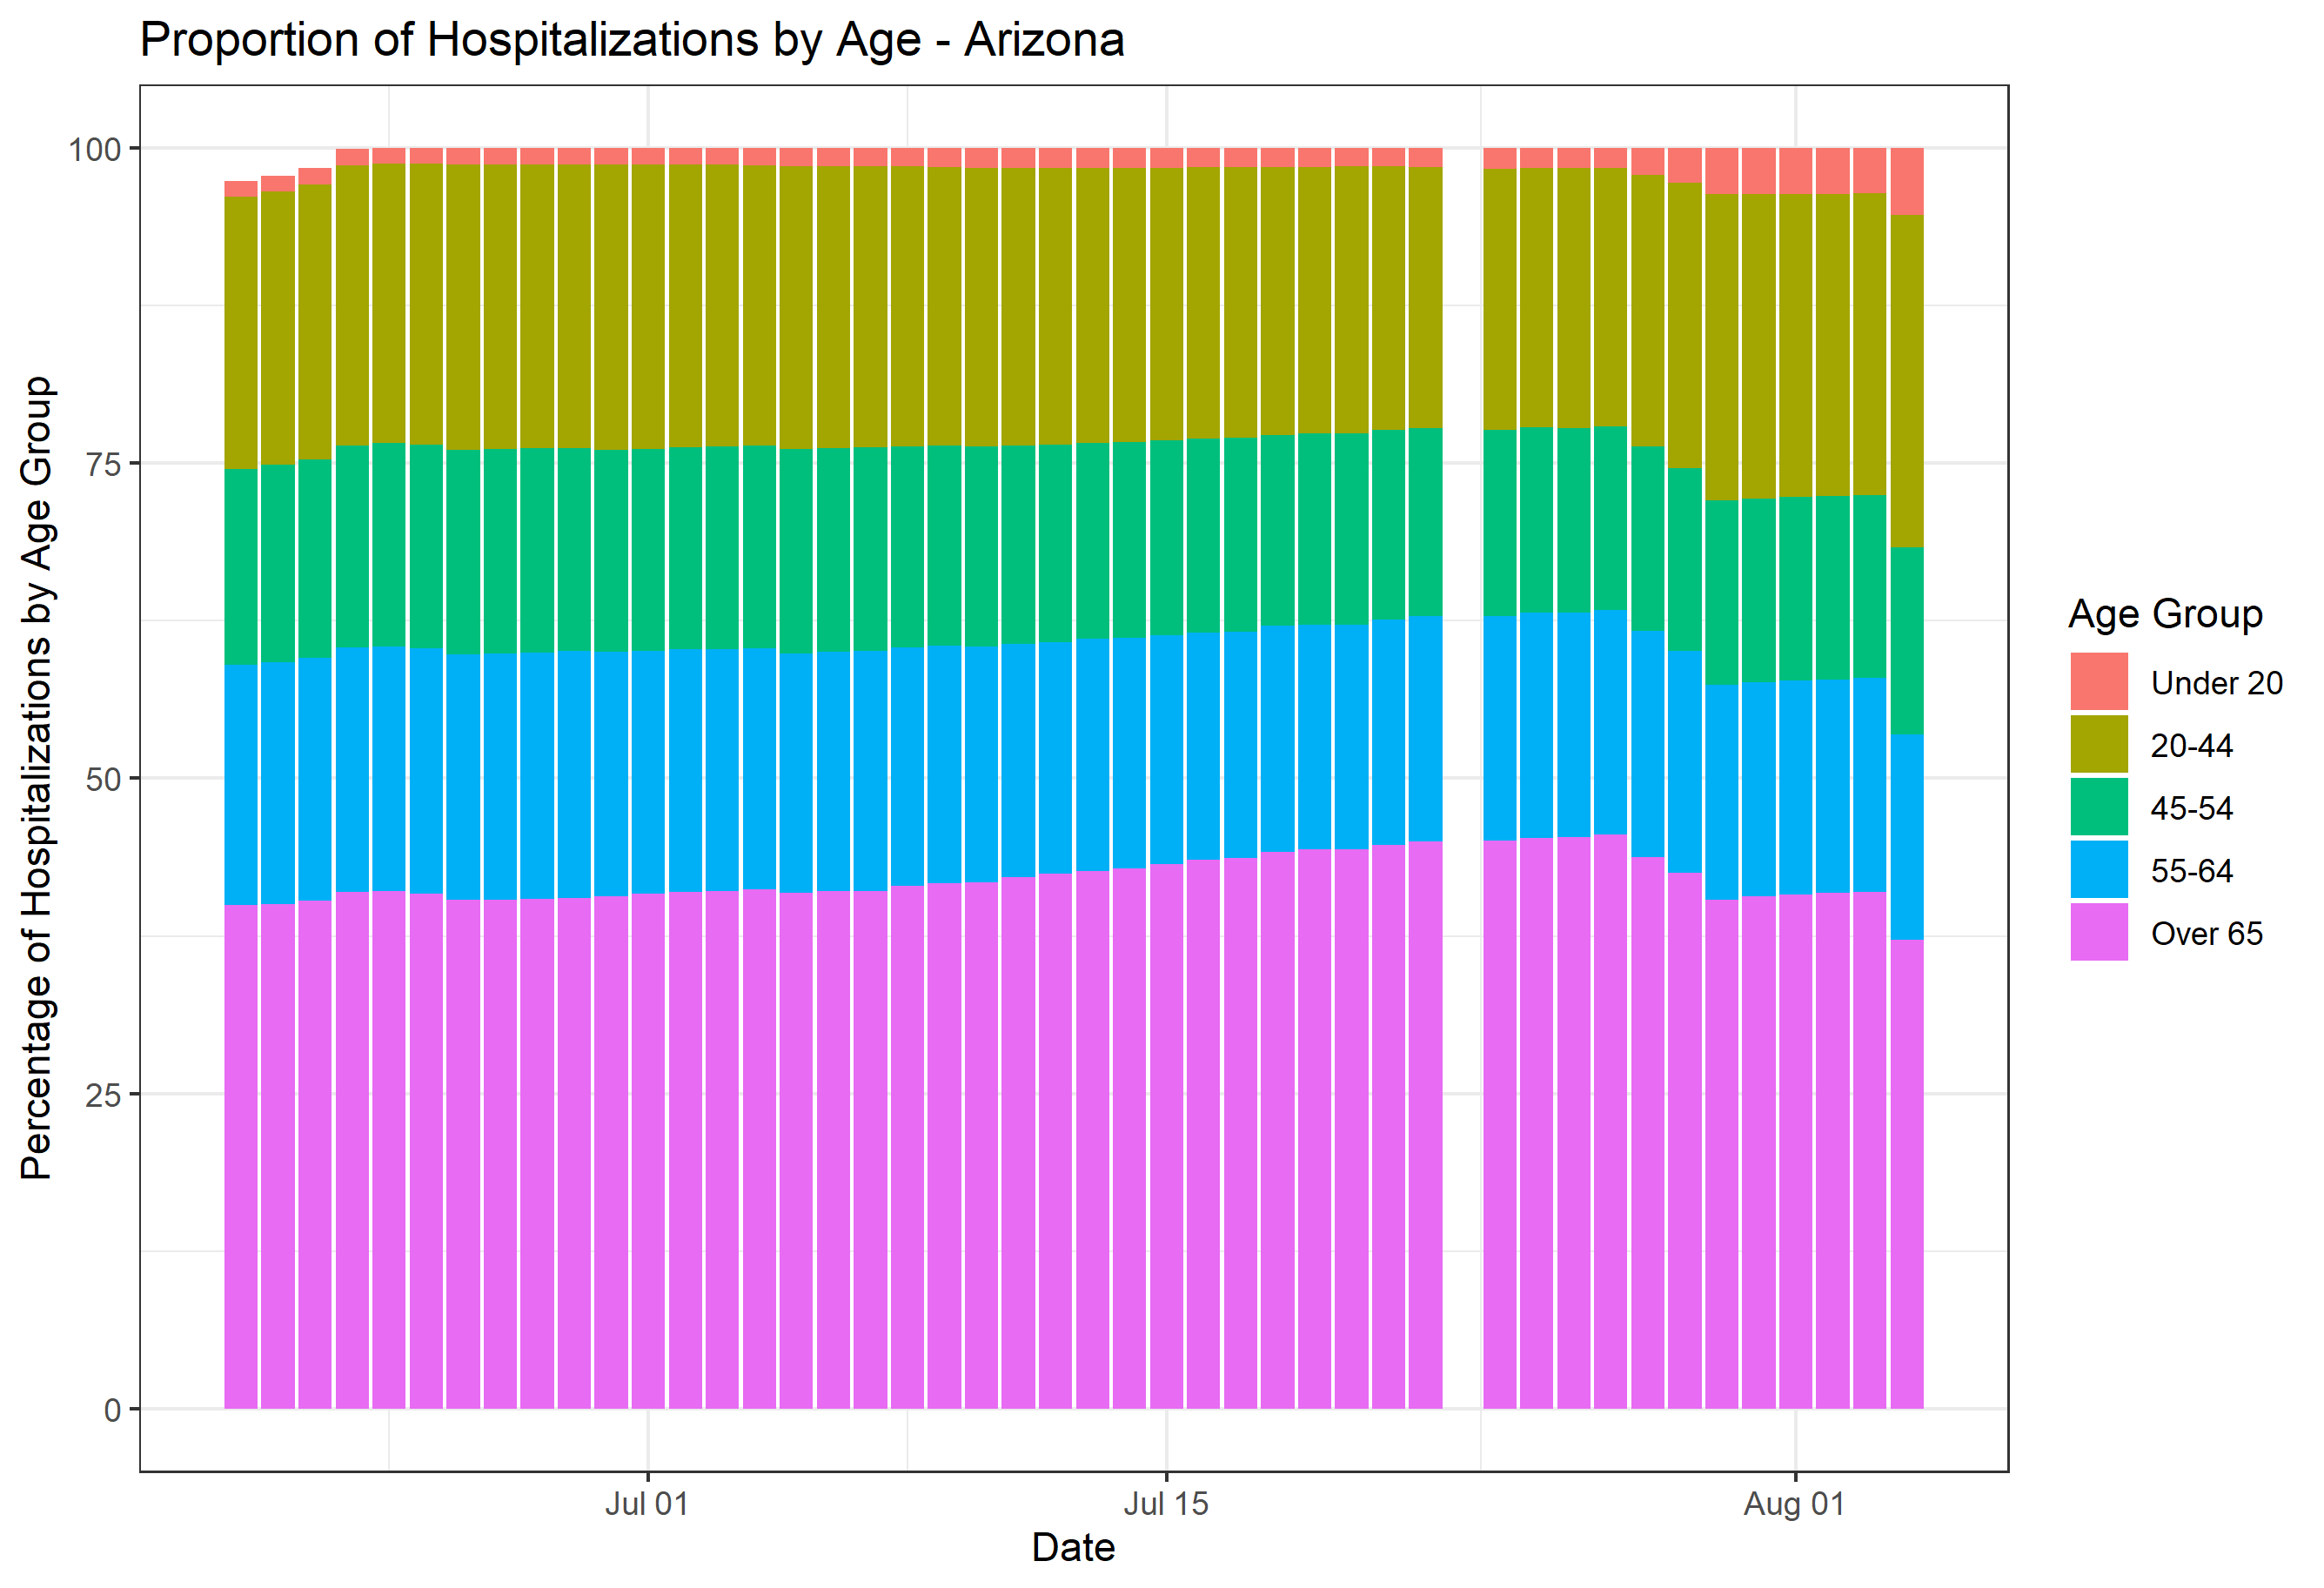 Proportion of Hospitalizations by Age - Arizona
Percentage of Hospitalizations by Age Group
100
75
50
25
0
Jul 01
Jul 15
Aug 01
Date
Age Group
Under 20
20-44
45-54
55-64
Over 65